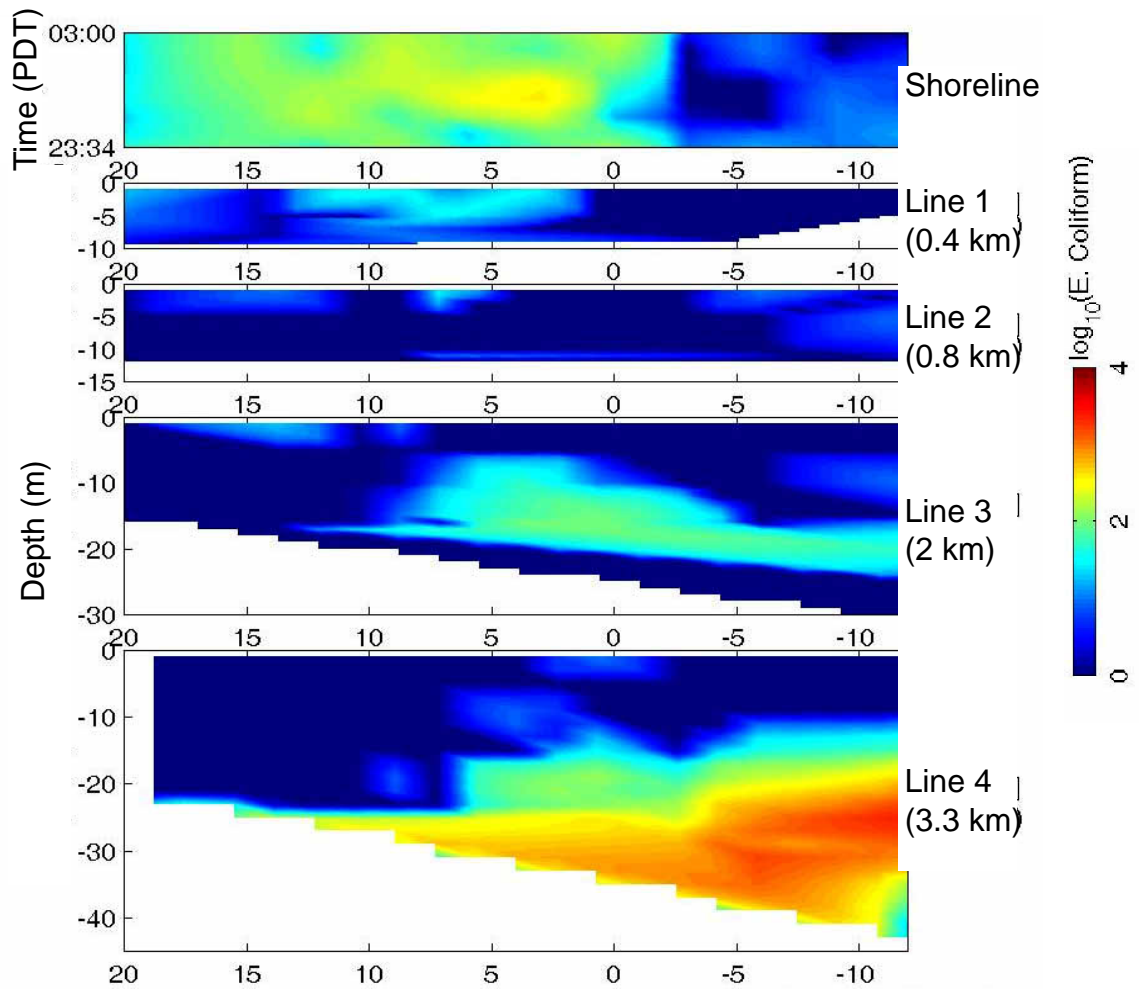 Time (PDT)
03:00
23:34
20 15 10 5 0 -5 -10
Shoreline
0
-5
-10
20 15 10 5 0 -5 -10
Line 1
(0.4 km)
0
-5
-10
-15
20 15 10 5 0 -5 -10
Line 2
(0.8 km)
Depth (m)
0
-10
-20
-30
20 15 10 5 0 -5 -10
Line 3
(2 km)
0
-10
-20
-30
-40
20 15 10 5 0 -5 -10
Line 4
(3.3 km)
log10(E. Coliform)
4
2
0